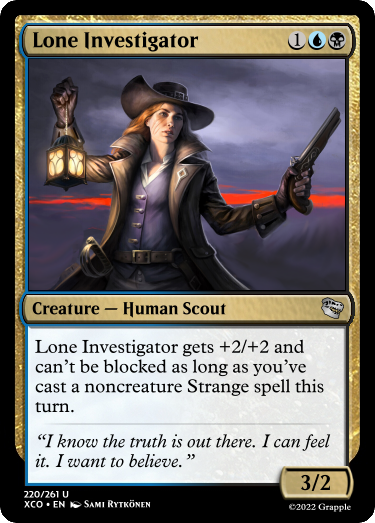 Lone Investigator 1
Creature — Human Scout
Lone Investigator gets +2/+2 and
can't be blocked as long as you've
cast a noncreature Strange spell this
turn.
“I know the truth is out there. I can feel
it. I want to believe.”
3/2
220/261 U
XCO • EN Sami Rytkönen
©2022 Grapple